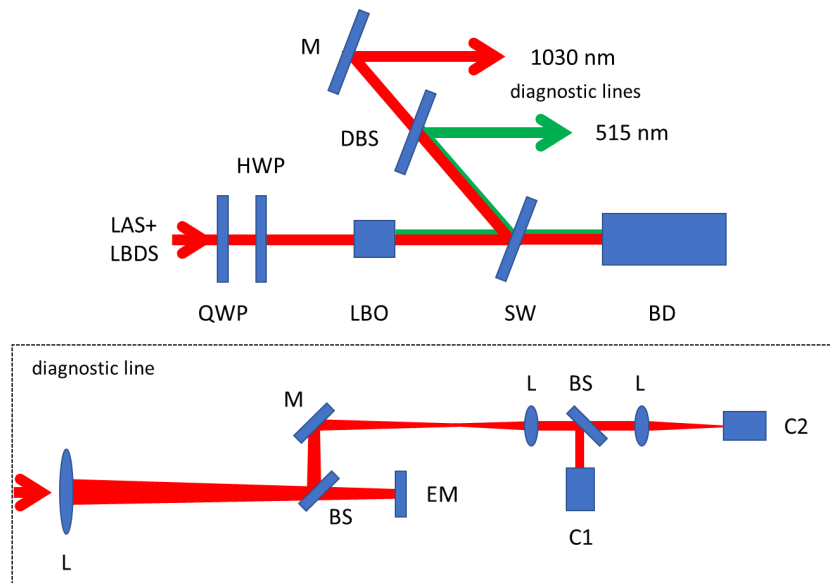 M
1030 nm
diagnostic lines
DBS
515 nm
HWP
LAS+
LBDS
QWP
LBO
SW
BD
diagnostic line
M
L
BS
L
C2
EM
BS
C1
L